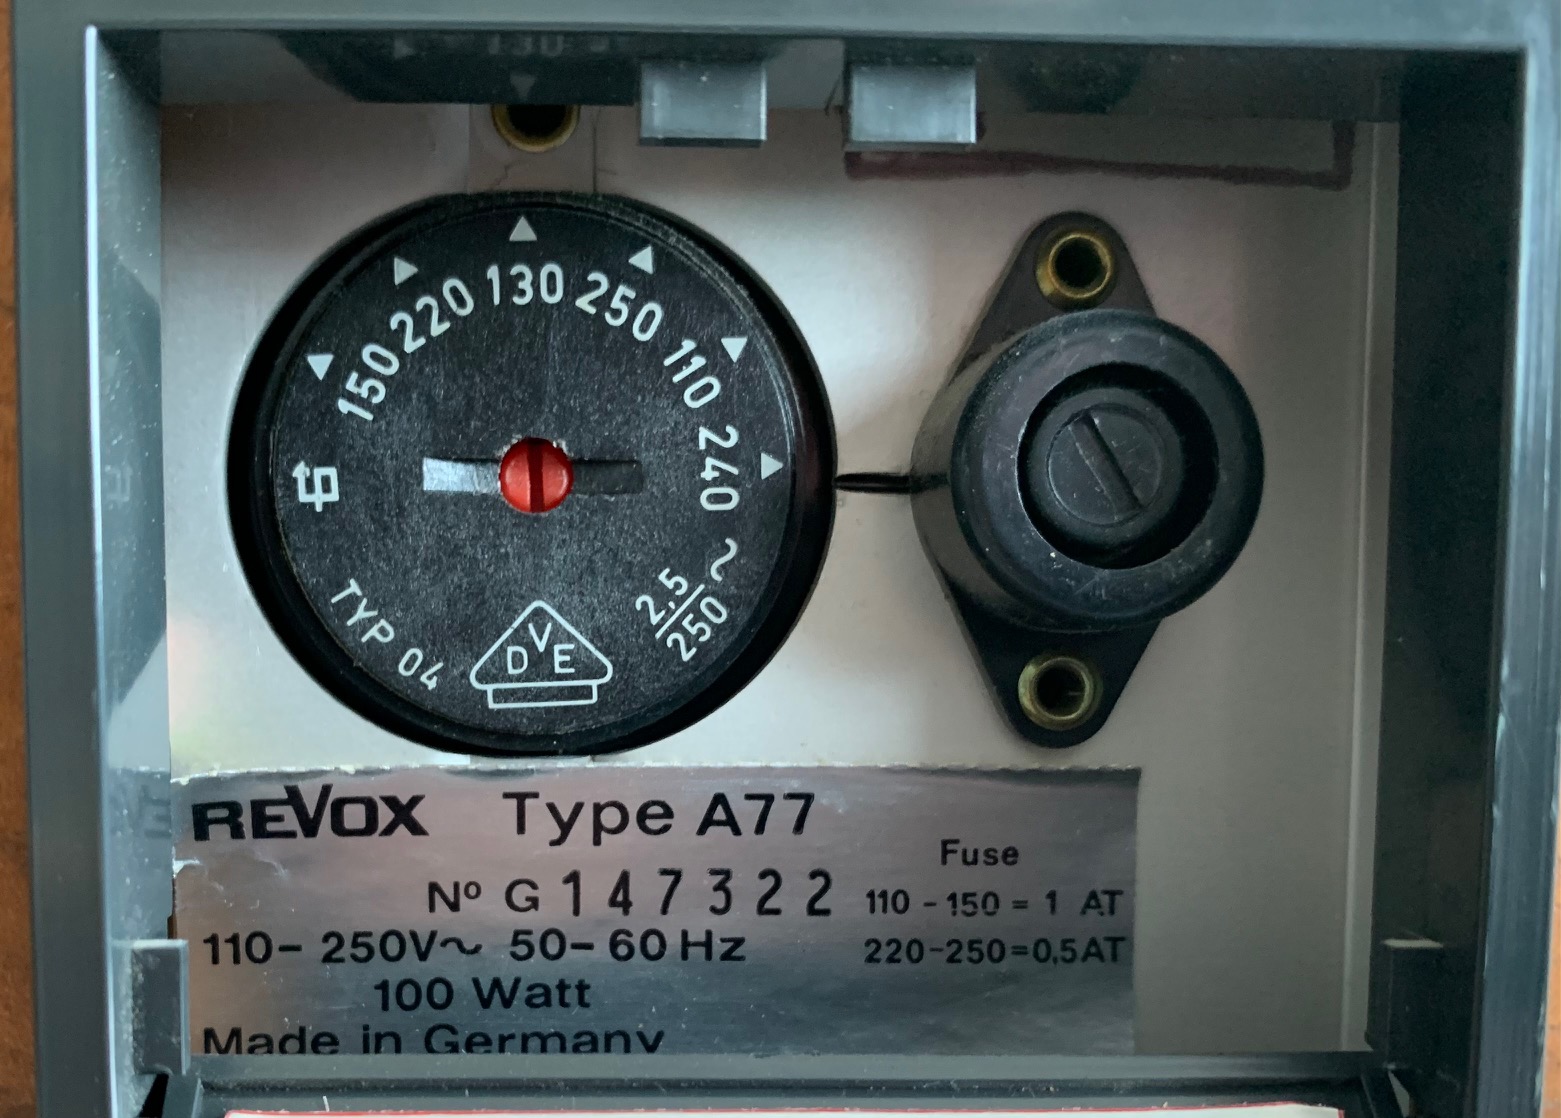 130
150 220 130 250 110 240 ~
2,5/250
TYP 04
DVE
REVOX Type A77
Fuse
Nº G 147322 110 - 150 = 1 AT
110 - 250V~ 50 - 60 Hz 220-250=0,5AT
100 Watt
Made in Germany